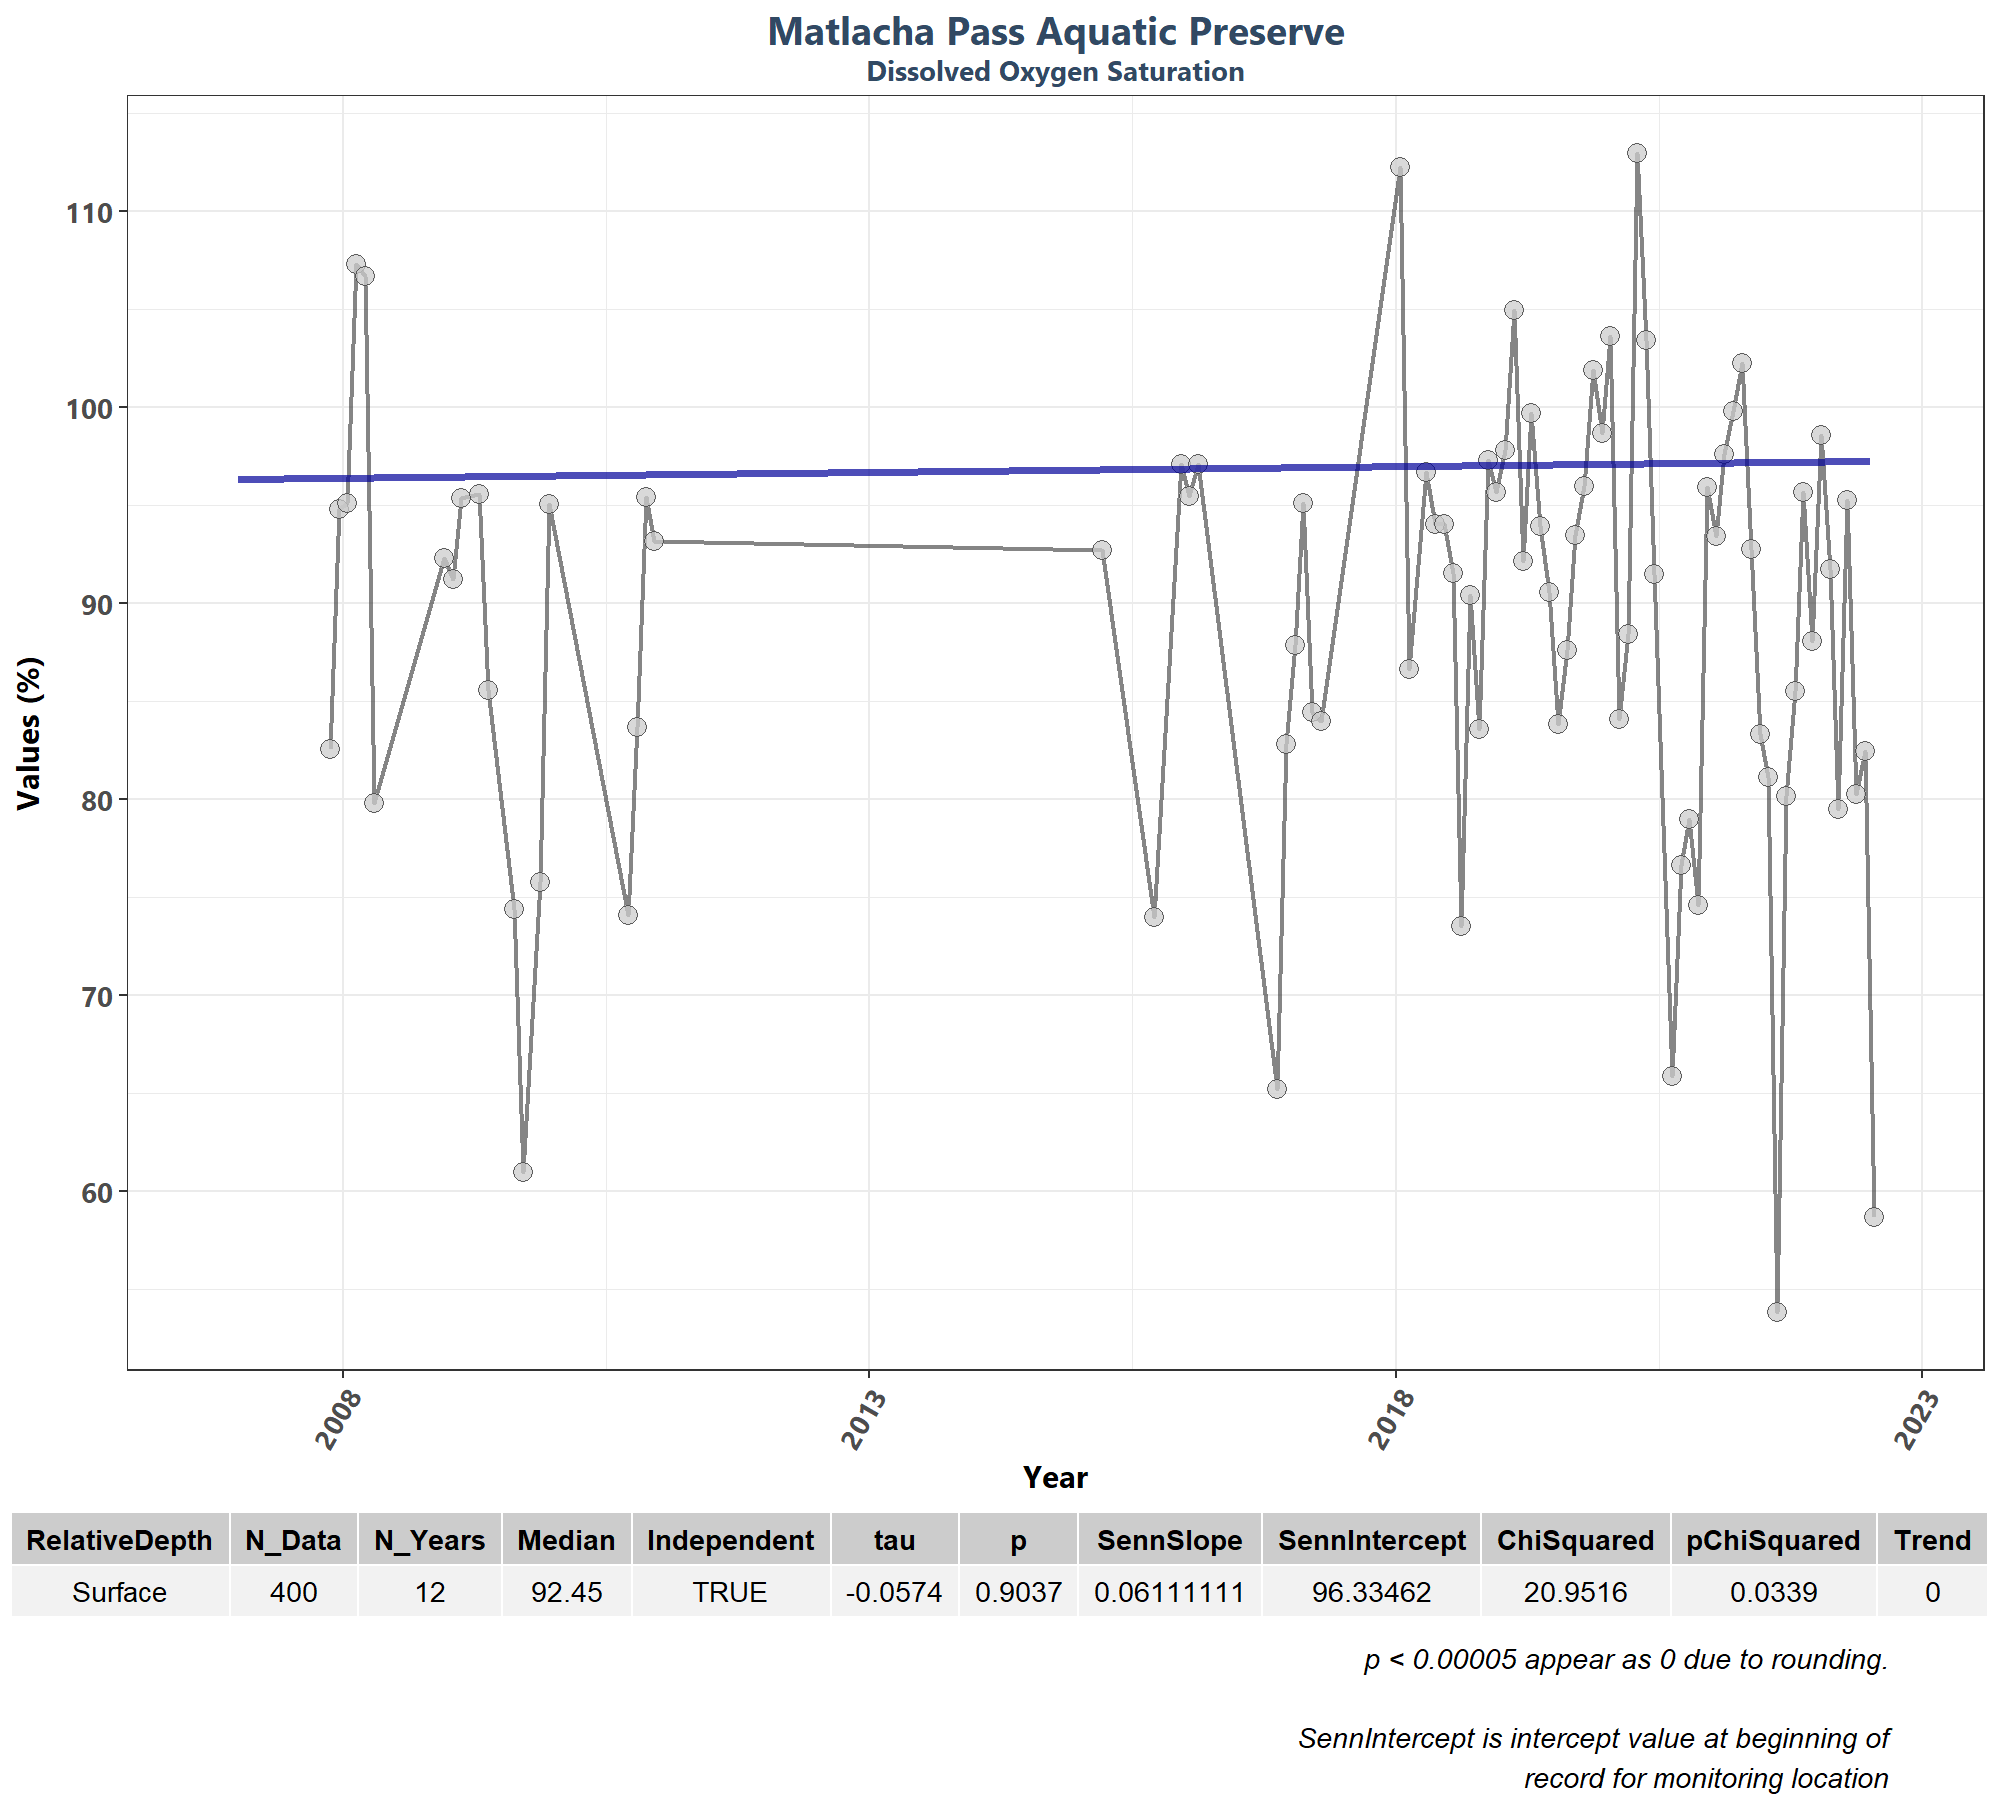 Matlacha Pass Aquatic Preserve
Dissolved Oxygen Saturation
110
100
90
80
70
60
Values (%)
2008 2013 2018 2023
Year
RelativeDepth N_Data N_Years Median Independent tau p SennSlope SennIntercept ChiSquared pChiSquared Trend
Surface 400 12 92.45 TRUE -0.0574 0.9037 0.06111111 96.33462 20.9516 0.0339 0
p < 0.00005 appear as 0 due to rounding.
SennIntercept is intercept value at beginning of
record for monitoring location